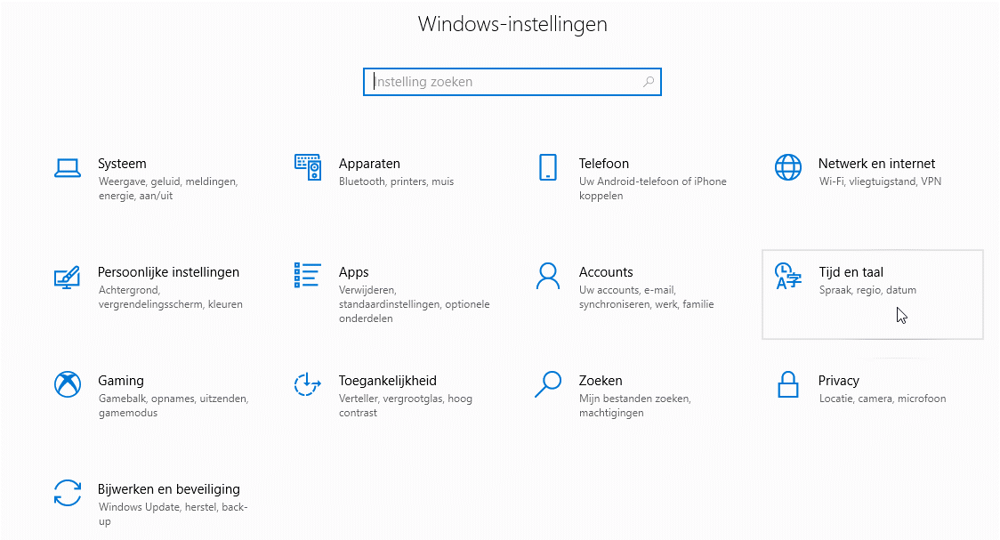 Windows-instellingen
Instelling zoeken
Systeem
Weergave, geluid, meldingen,
energie, aan/uit
Apparaten
Bluetooth, printers, muis
Telefoon
Uw Android-telefoon of iPhone
koppelen
Netwerk en internet
Wi-Fi, vliegtuigstand, VPN
Persoonlijke instellingen
Achtergrond,
vergrendelingsscherm, kleuren
Apps
Verwijderen,
standaardinstellingen, optionele
onderdelen
Accounts
Uw accounts, e-mail,
synchroniseren, werk, familie
Tijd en taal
Spraak, regio, datum
Gaming
Gamebalk, opnames, uitzenden,
gamemodus
Toegankelijkheid
Verteller, vergrootglas, hoog
contrast
Zoeken
Mijn bestanden zoeken,
machtigingen
Privacy
Locatie, camera, microfoon
Bijwerken en beveiliging
Windows Update, herstel, back-
up